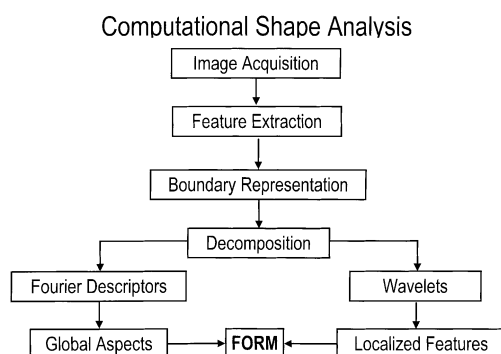 Computational Shape Analysis
Image Acquisition
Feature Extraction
Boundary Representation
Decomposition
Fourier Descriptors
Wavelets
Global Aspects
FORM
Localized Features